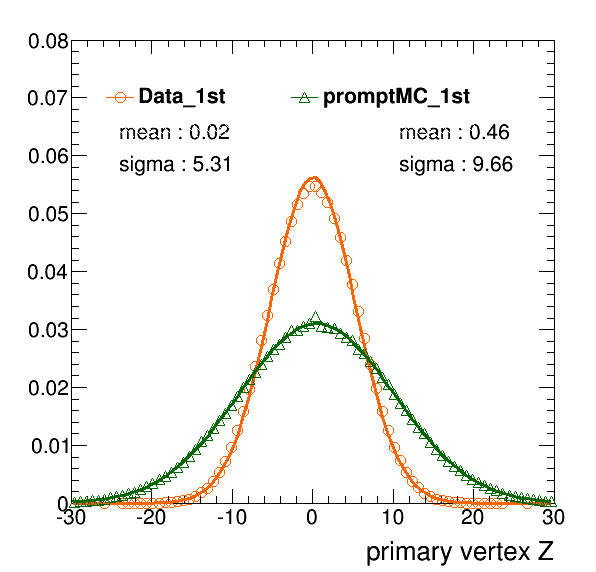 Data_1st promptMC_1st
mean : 0.02 mean : 0.46
sigma : 5.31 sigma : 9.66
0.08
0.07
0.06
0.05
0.04
0.03
0.02
0.01
0
-30 -20 -10 0 10 20 30
primary vertex Z